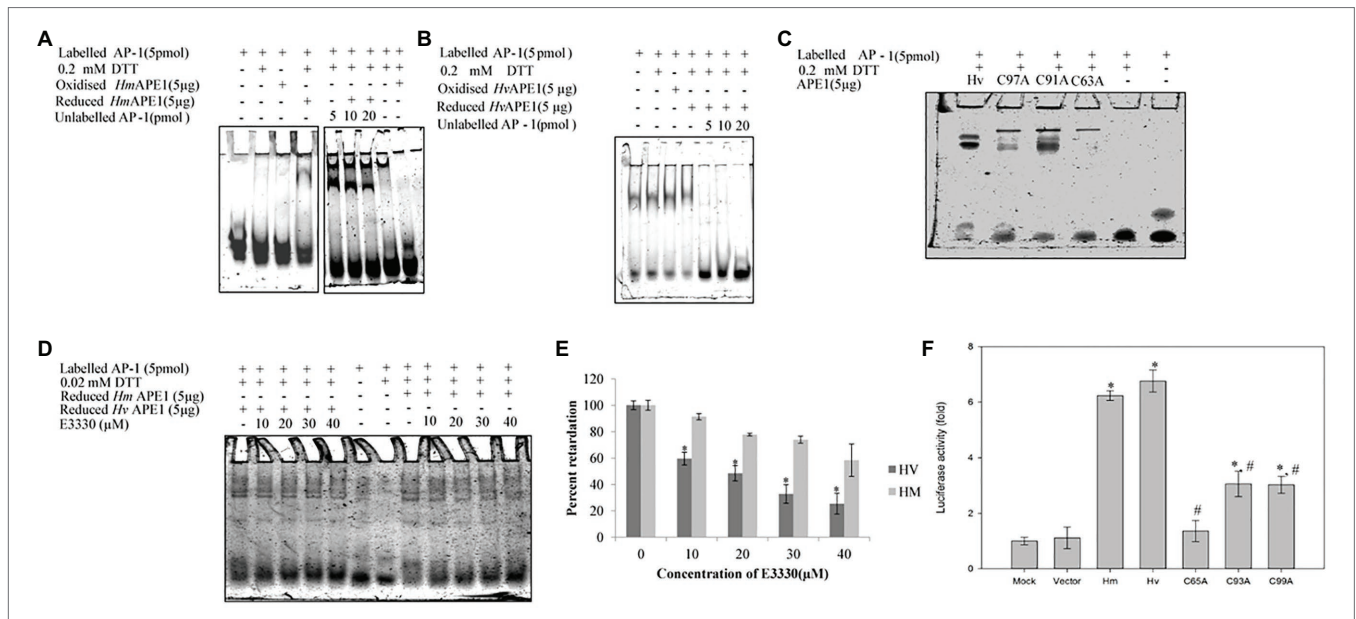 A
Labelled AP-1(5pmol) + + + + + + + + +
0.2 mM DTT - + - + + + + + +
Oxidised HmAPE1(5µg) - - + -
Reduced HmAPE1(5µg) - - - +
Unlabelled AP-1(pmol) - - - - 5 10 20 - -
B
Labelled AP-1(5pmol) + + + + + + +
0.2 mM DTT - + - + + + +
Oxidised HvAPE1(5 µg) - - + - - - -
Reduced HvAPE1(5 µg) - - - + + + +
Unlabelled AP -1(pmol) - - - - 5 10 20
C
Labelled AP -1(5pmol) + + + + + +
0.2 mM DTT + + + + +
APE1(5µg) Hv C97A C91A C63A - -
D
Labelled AP-1 (5pmol)
0.02 mM DTT
Reduced Hm APE1 (5µg)
Reduced Hv APE1 (5µg)
E3330 (µM) - 10 20 30 40 - - - 10 20 30 40
E
Percent retardation
120
100
80
60
40
20
0
* * * *
0 10 20 30 40
Concentration of E3330(µM)
HV
HM
F
Luciferase activity (fold)
8
6
4
2
0
* * # *,# *,#
Mock Vector Hm Hv C65A C93A C99A